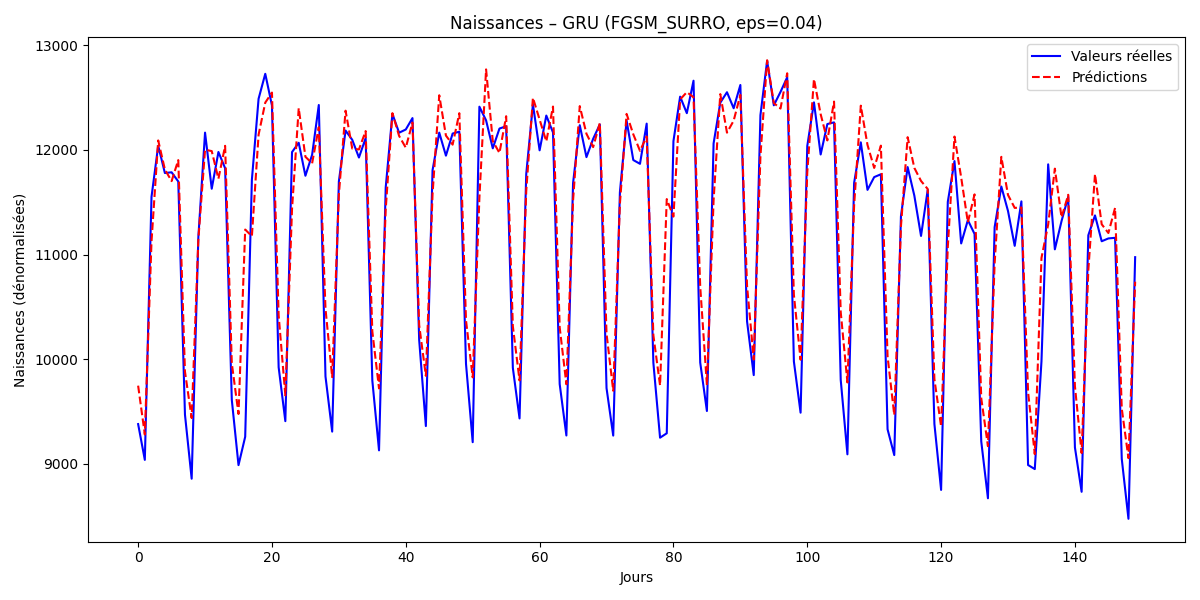 Naissances – GRU (FGSM_SURRO, eps=0.04)
13000
12000
11000
10000
9000
Naissances (dénormalisées)
Valeurs réelles
Prédictions
0 20 40 60 80 100 120 140
Jours